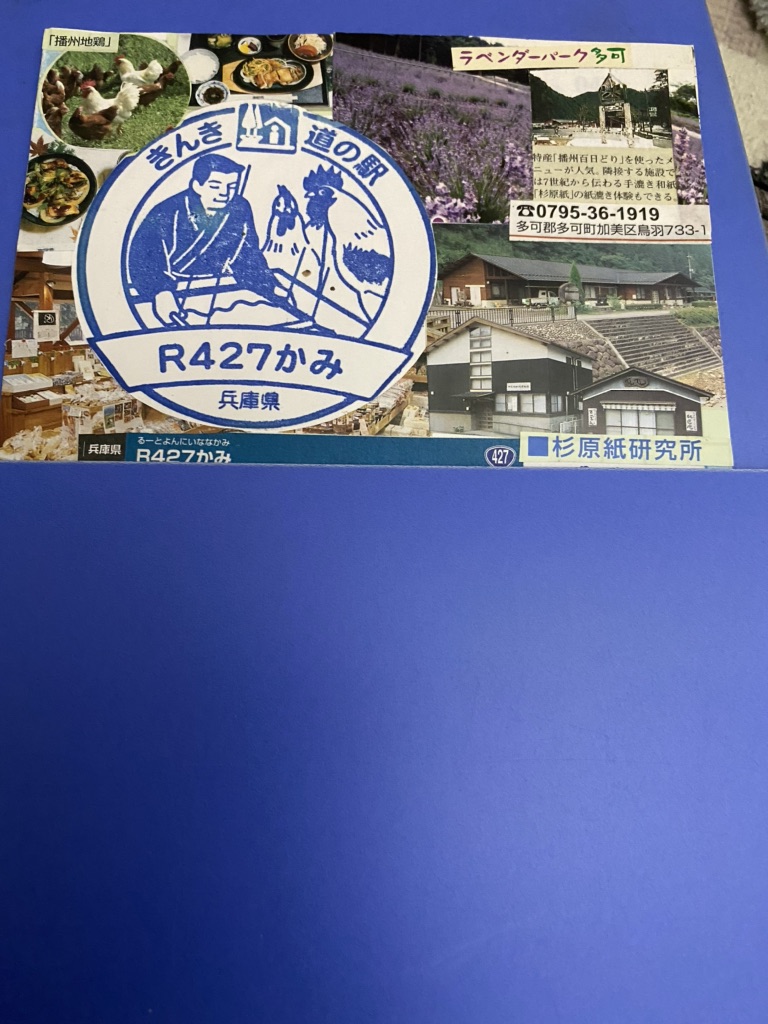 「播州地鶏」
ラベンダーパーク多可
特産「播州百日どり」を使ったメ
ニューが人気。隣接する施設で
は7世紀から伝わる手漉き和紙
「杉原紙」の紙漉き体験もできる。
☎0795-36-1919
多可郡多可町加美区鳥羽733-1
きんき 道の駅
R427かみ
兵庫県
兵庫県
るーとよんにいななかみ
R427かみ
427
■杉原紙研究所